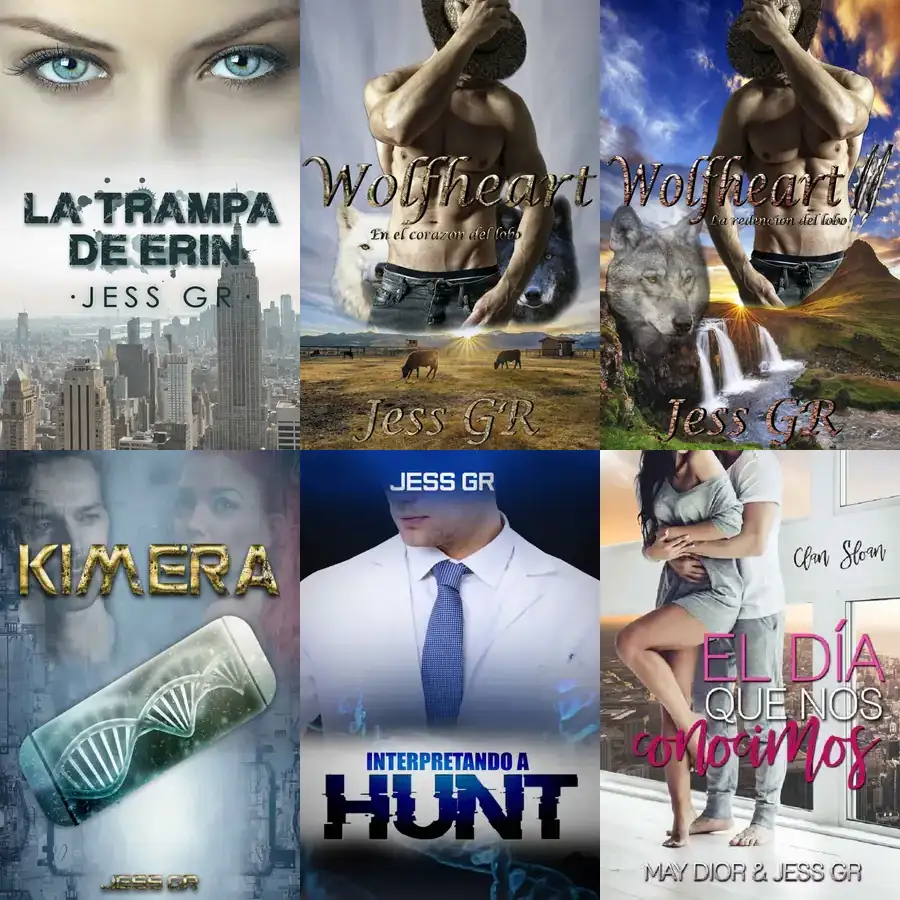 LA TRAMPA
DE ERIN
·JESS GR·
Wolfheart
En el corazon del lobo
Jess GR
Wolfheart II
La redencion del lobo
Jess GR
KIMERA
JESS GR
JESS GR
INTERPRETANDO A
HUNT
Clan Sloan
EL DÍA
QUE NOS
conocimos
MAY DIOR & JESS GR